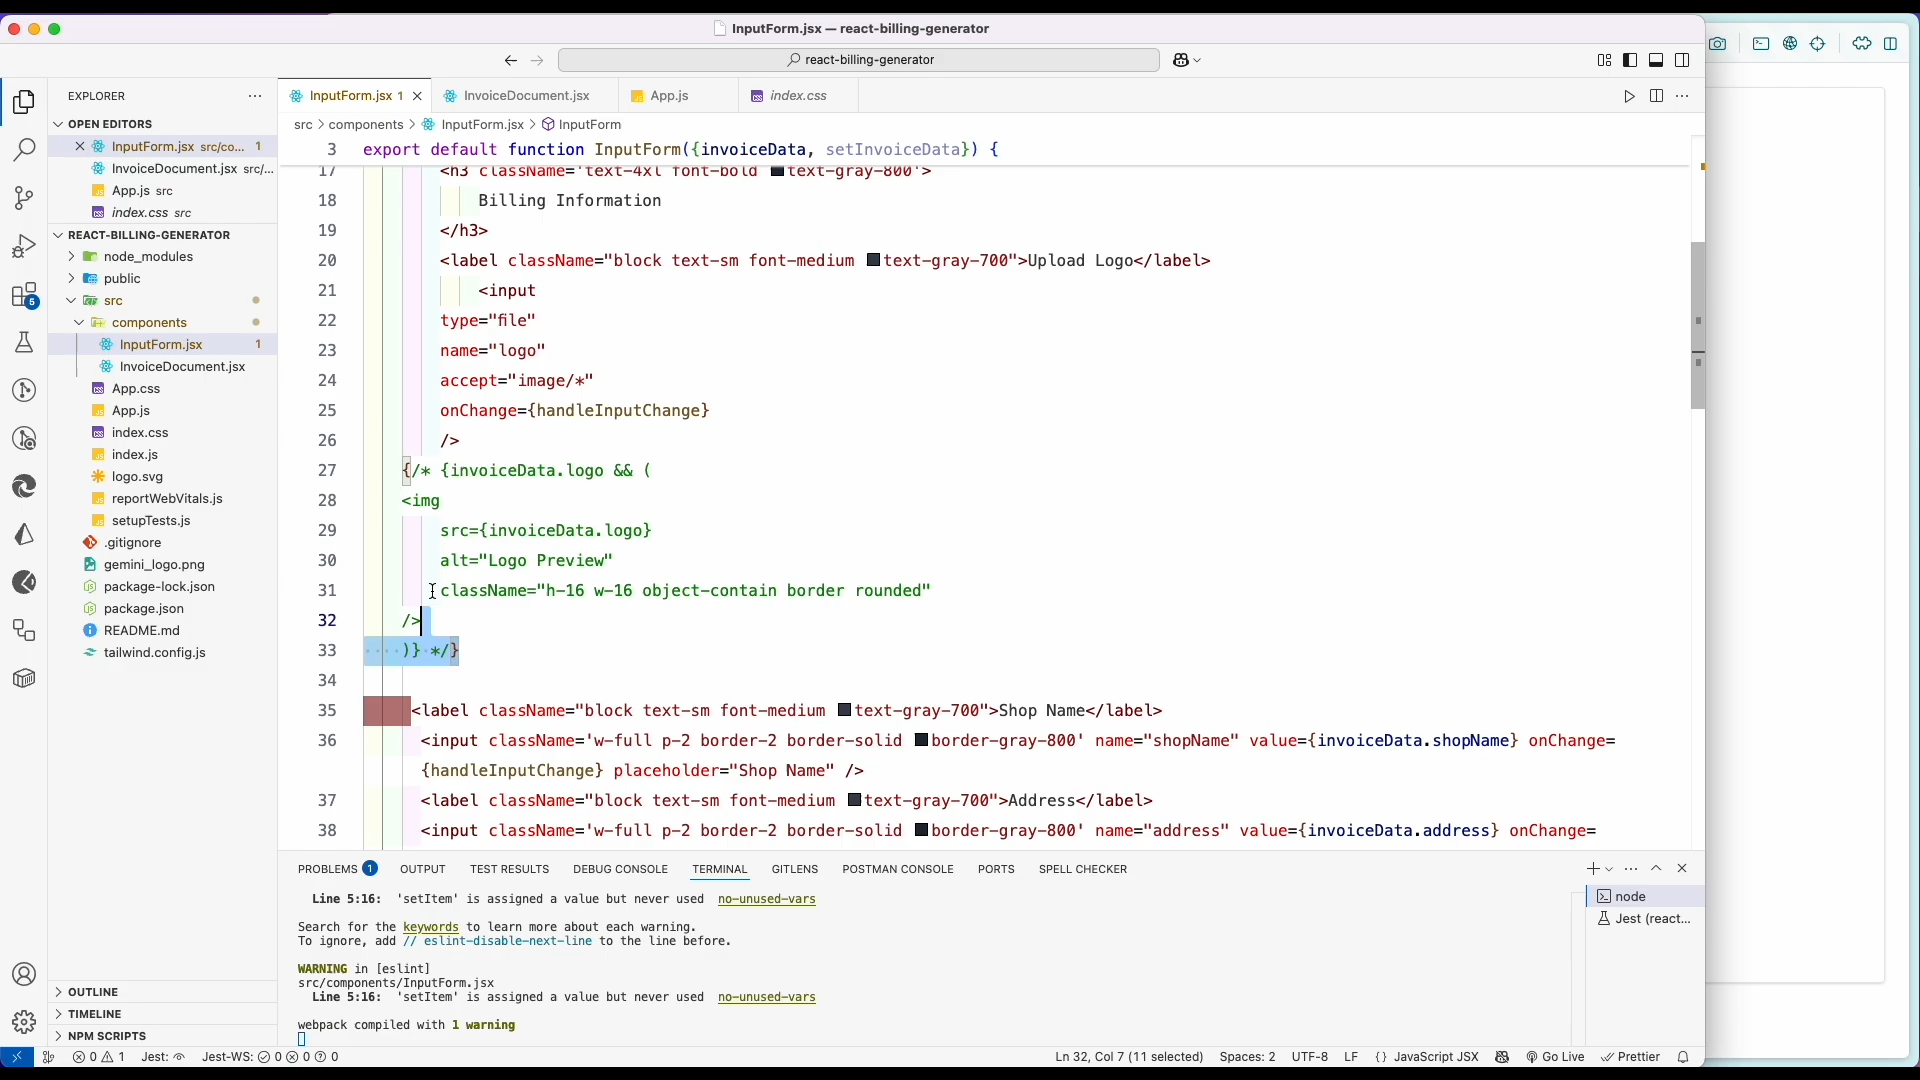 InputForm.jsx — react-billing-generator
react-billing-generator
EXPLORER
InputForm.jsx 1
InvoiceDocument.jsx
App.js
index.css
OPEN EDITORS
InputForm.jsx src/co... 1
InvoiceDocument.jsx src/...
App.js src
index.css src
REACT-BILLING-GENERATOR
node_modules
public
src
components
InputForm.jsx 1
InvoiceDocument.jsx
App.css
App.js
index.css
index.js
logo.svg
reportWebVitals.js
setupTests.js
.gitignore
gemini_logo.png
package-lock.json
package.json
README.md
tailwind.config.js
OUTLINE
TIMELINE
NPM SCRIPTS
5
src > components > InputForm.jsx > InputForm
3 export default function InputForm({invoiceData, setInvoiceData}) {
17 <h3 className='text-4xl font-bold text-gray-800'>
18 Billing Information
19 </h3>
20 <label className="block text-sm font-medium text-gray-700">Upload Logo</label>
21 <input
22 type="file"
23 name="logo"
24 accept="image/*"
25 onChange={handleInputChange}
26 />
27 {/* {invoiceData.logo && (
28 <img
29 src={invoiceData.logo}
30 alt="Logo Preview"
31 className="h-16 w-16 object-contain border rounded"
32 />
33 )} */}
34
35 <label className="block text-sm font-medium text-gray-700">Shop Name</label>
36 <input className='w-full p-2 border-2 border-solid border-gray-800' name="shopName" value={invoiceData.shopName} onChange=
{handleInputChange} placeholder="Shop Name" />
37 <label className="block text-sm font-medium text-gray-700">Address</label>
38 <input className='w-full p-2 border-2 border-solid border-gray-800' name="address" value={invoiceData.address} onChange=
PROBLEMS 1 OUTPUT TEST RESULTS DEBUG CONSOLE TERMINAL GITLENS POSTMAN CONSOLE PORTS SPELL CHECKER
Line 5:16: 'setItem' is assigned a value but never used no-unused-vars
Search for the keywords to learn more about each warning.
To ignore, add // eslint-disable-next-line to the line before.
WARNING in [eslint]
src/components/InputForm.jsx
Line 5:16: 'setItem' is assigned a value but never used no-unused-vars
webpack compiled with 1 warning
node
Jest (react...
0 1 Jest: Jest-WS: 0 0 0
Ln 32, Col 7 (11 selected) Spaces: 2 UTF-8 LF {} JavaScript JSX Go Live Prettier